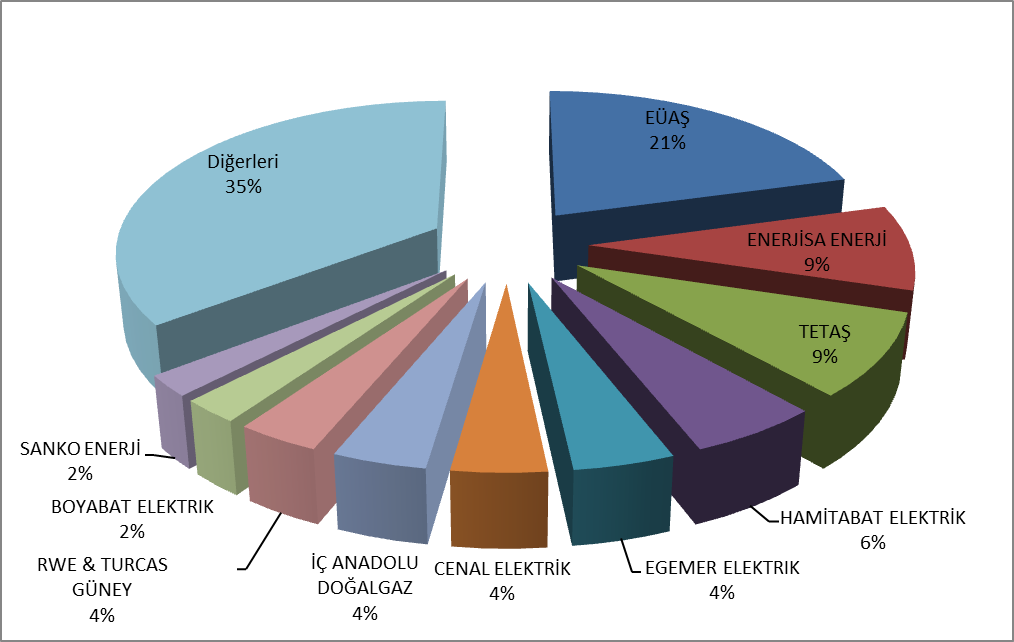 EÜAŞ
21%
ENERJİSA ENERJİ
9%
TETAŞ
9%
HAMİTABAT ELEKTRİK
6%
EGEMER ELEKTRIK
4%
CENAL ELEKTRİK
4%
İÇ ANADOLU
DOĞALGAZ
4%
RWE & TURCAS
GÜNEY
4%
BOYABAT ELEKTRIK
2%
SANKO ENERJİ
2%
Diğerleri
35%